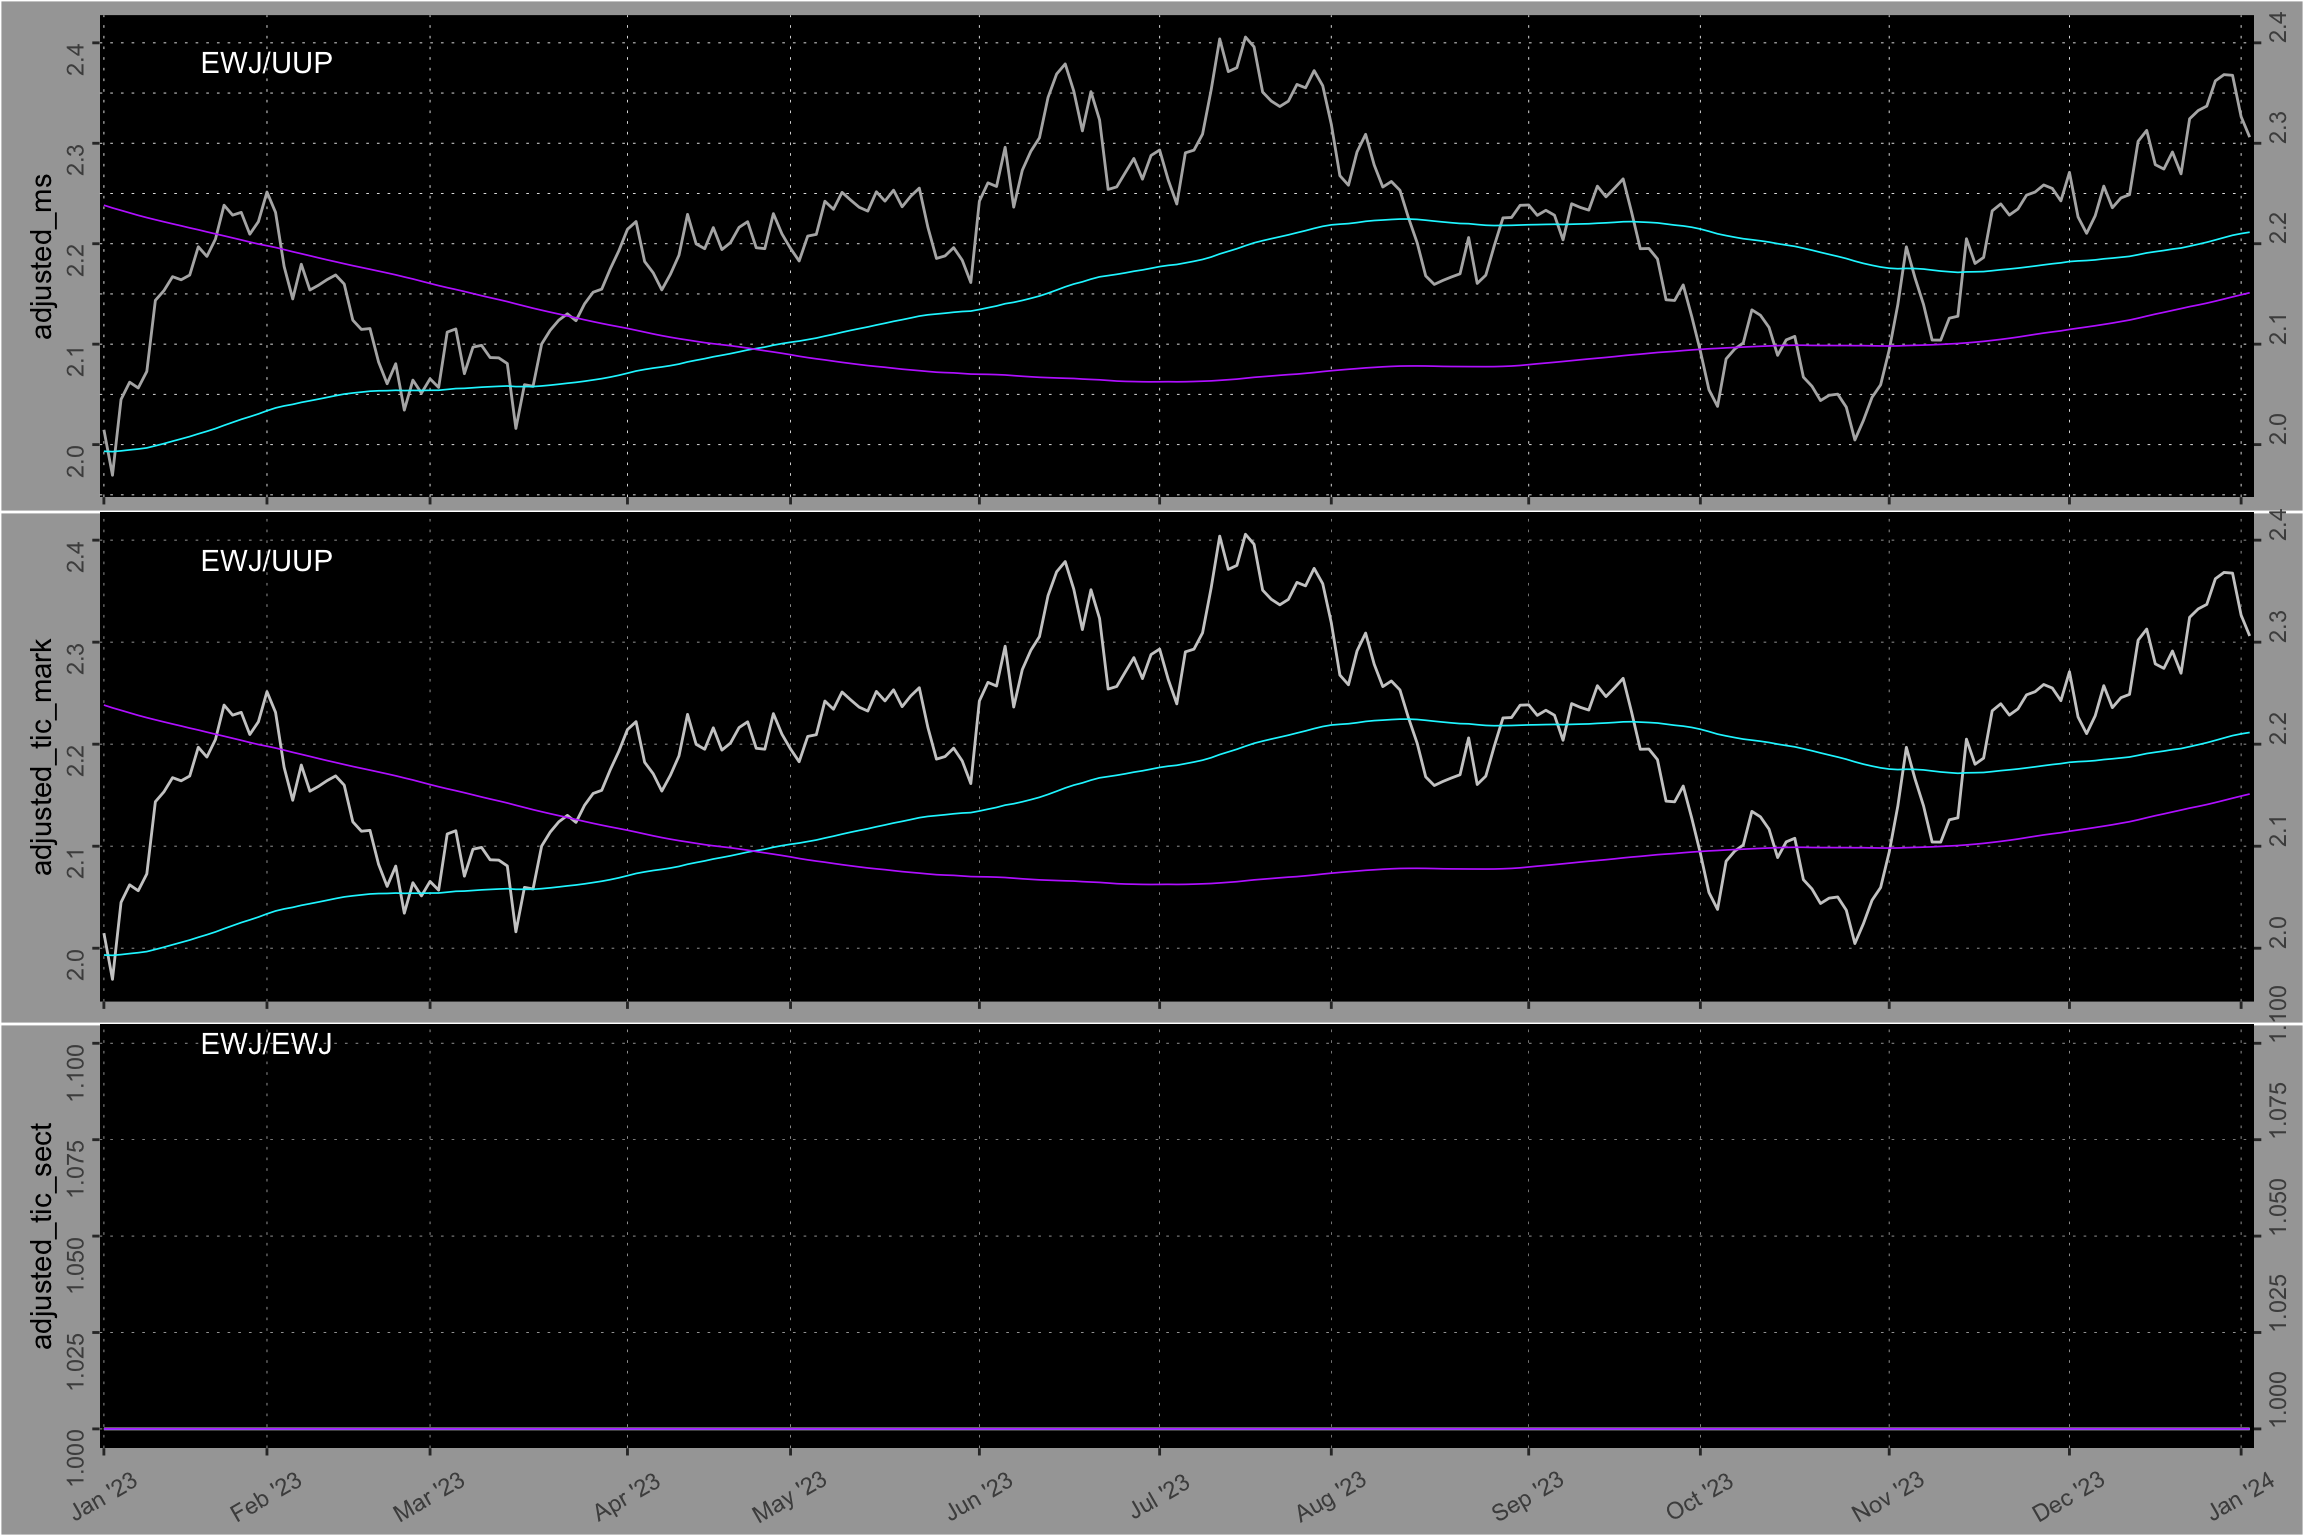 EWJ/UUP
adjusted_ms
2.4
2.3
2.2
2.1
2.0
2.4
2.3
2.2
2.1
2.0
EWJ/UUP
adjusted_tic_mark
2.4
2.3
2.2
2.1
2.0
2.4
2.3
2.2
2.1
2.0
EWJ/EWJ
adjusted_tic_sect
1.100
1.075
1.050
1.025
1.000
1.100
1.075
1.050
1.025
1.000
Jan '23
Feb '23
Mar '23
Apr '23
May '23
Jun '23
Jul '23
Aug '23
Sep '23
Oct '23
Nov '23
Dec '23
Jan '24